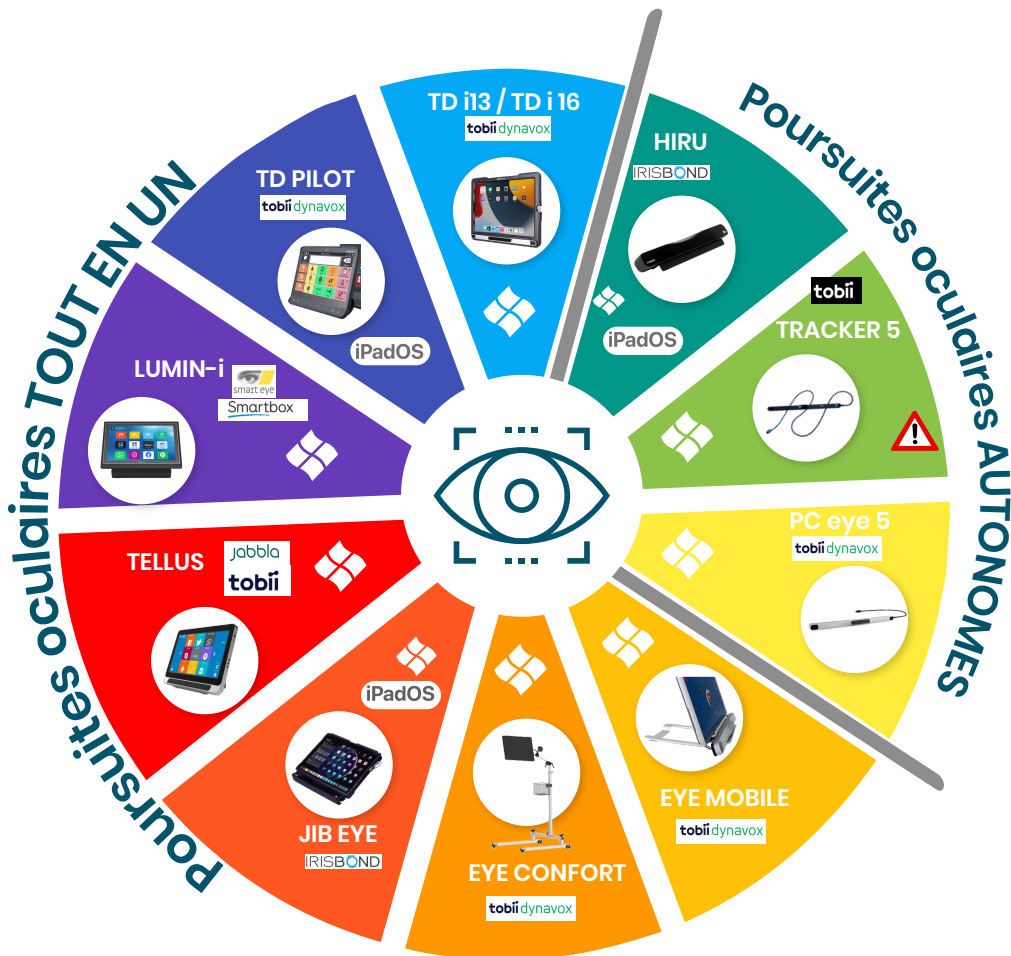 Poursuites oculaires TOUT EN UN
Poursuites oculaires AUTONOMES
TD i13 / TD i 16
tobii dynavox
HIRU
IRISBOND
iPadOS
tobii
TRACKER 5
PC eye 5
tobii dynavox
EYE MOBILE
tobii dynavox
EYE CONFORT
tobii dynavox
iPadOS
JIB EYE
IRISBOND
TELLUS
jabbla
tobii
LUMIN-i
smart eye
Smartbox
TD PILOT
tobii dynavox
iPadOS